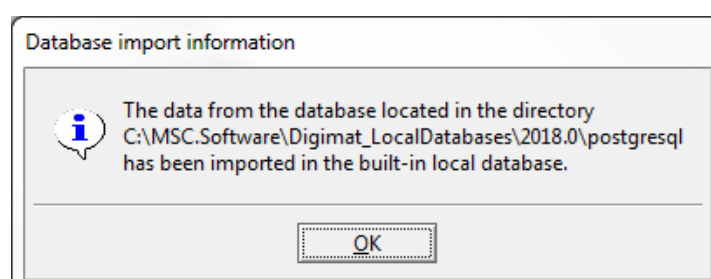 Database import information
The data from the database located in the directory
C:\MSC.Software\Digimat_LocalDatabases\2018.0\postgresql
has been imported in the built-in local database.
OK